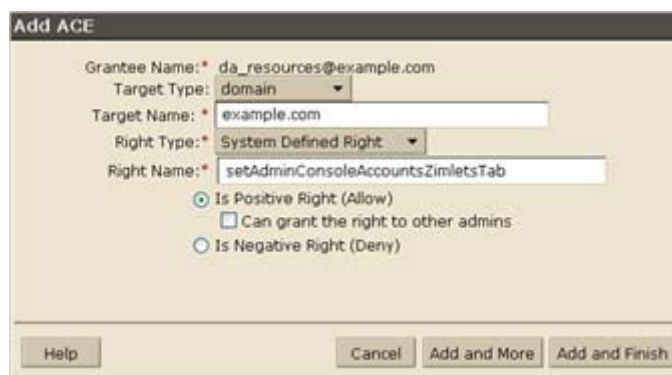 Add ACE
Grantee Name:* da_resources@example.com
Target Type: domain
Target Name: * example.com
Right Type:* System Defined Right
Right Name:* setAdminConsoleAccountsZimletsTab
Is Positive Right (Allow)
Can grant the right to other admins
Is Negative Right (Deny)
Help Cancel Add and More Add and Finish